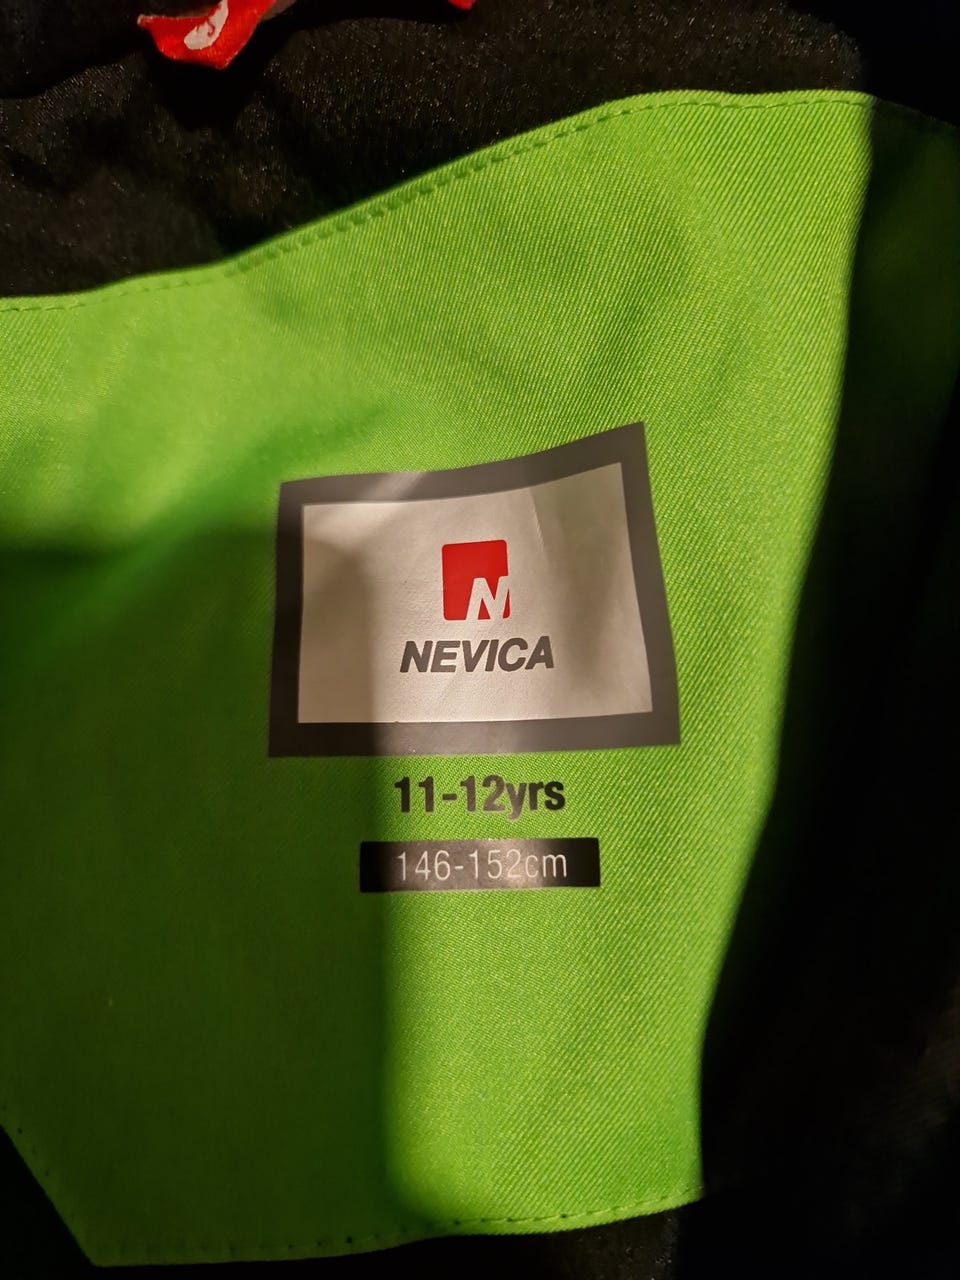 N
NEVICA
11-12yrs
146-152cm